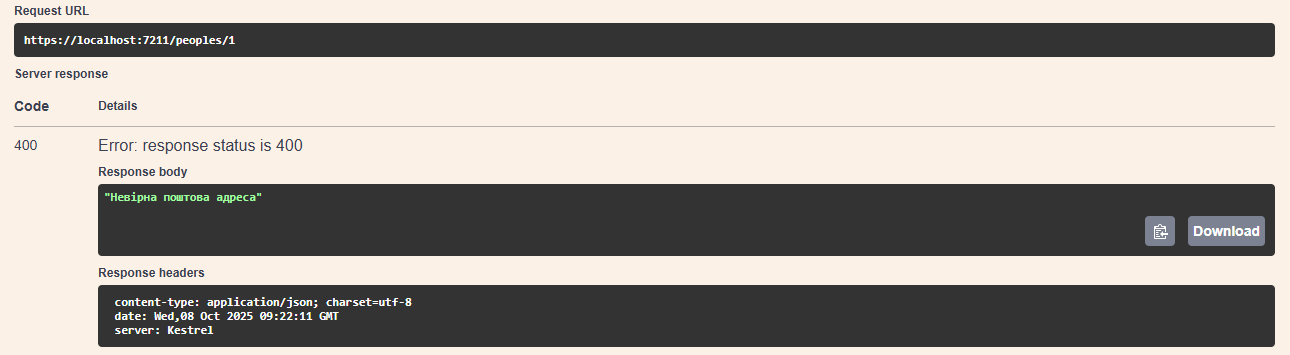 Request URL
https://localhost:7211/peoples/1
Server response
Code Details
400 Error: response status is 400
Response body
"Невірна поштова адреса"
Download
Response headers
content-type: application/json; charset=utf-8
date: Wed,08 Oct 2025 09:22:11 GMT
server: Kestrel